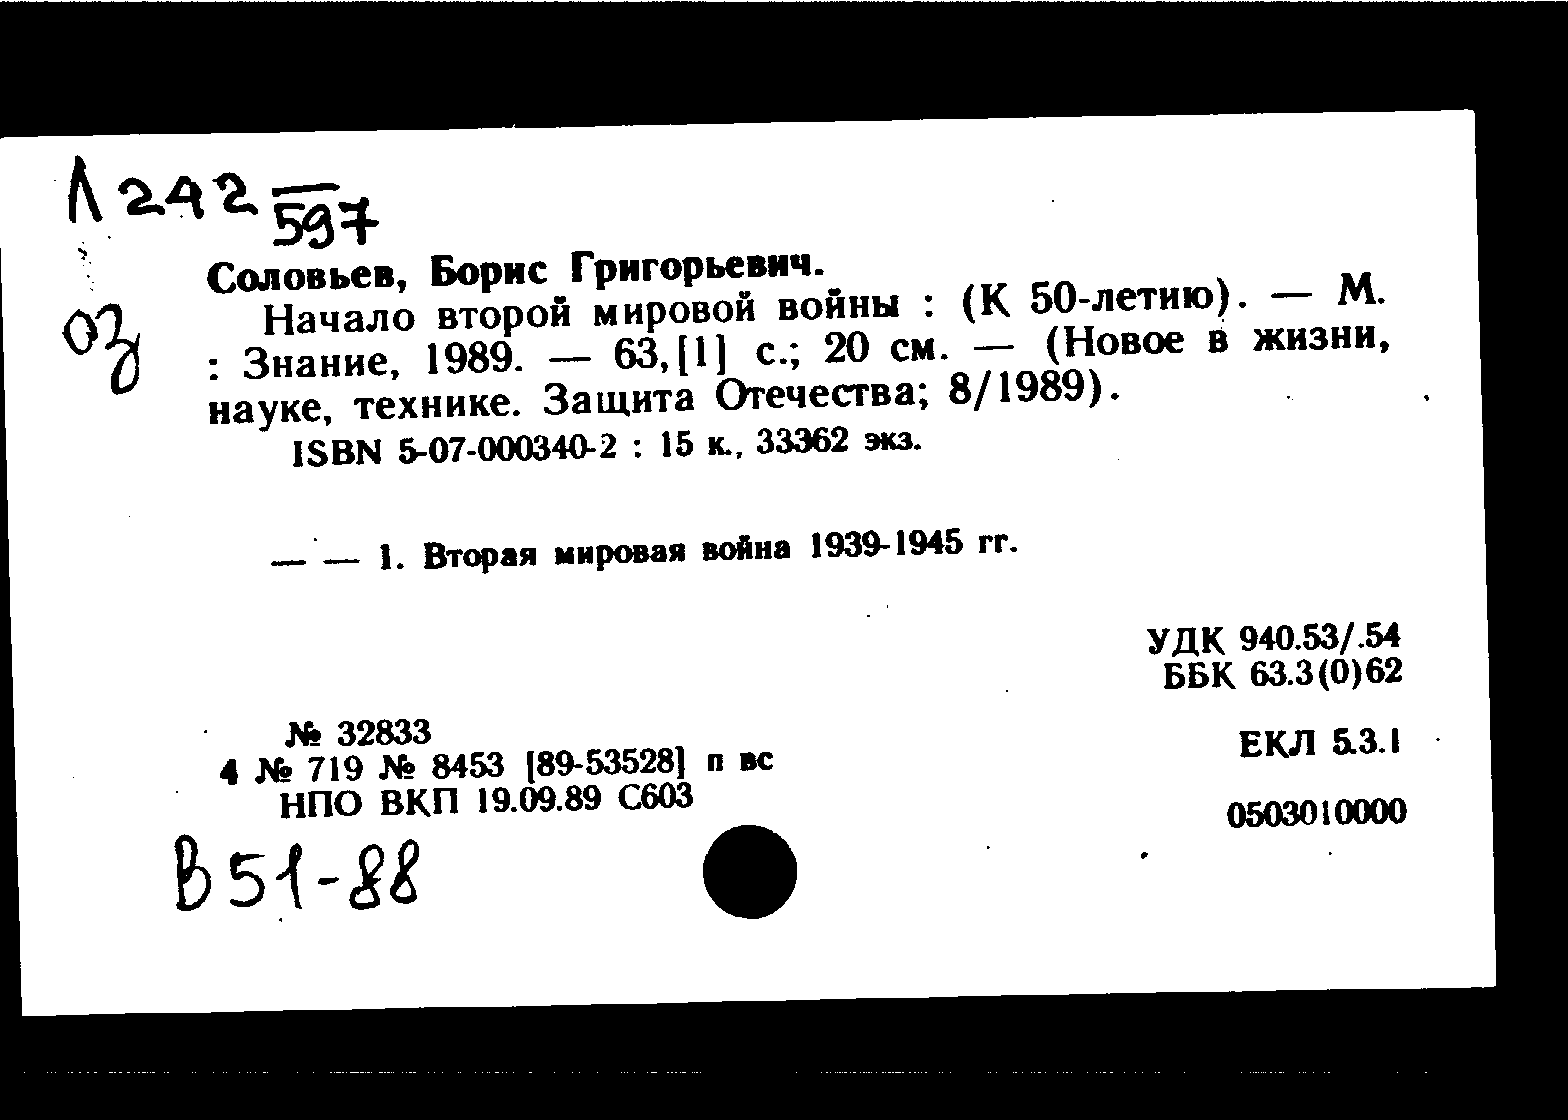 Л 242
597
Соловьев, Борис Григорьевич.
оз
Начало второй мировой войны : (К 50-летию). — М.
: Знание, 1989. — 63,[1] с.; 20 см. — (Новое в жизни,
науке, технике. Защита Отечества; 8/1989).
ISBN 5-07-000340-2 : 15 к., 33362 экз.
— — 1. Вторая мировая война 1939-1945 гг.
УДК 940.53/.54
ББК 63.3(0)62
№ 32833
ЕКЛ 5.3.1
4 № 719 № 8453 [89-53528] п вс
НПО ВКП 19.09.89 С603
0503010000
В 51-88